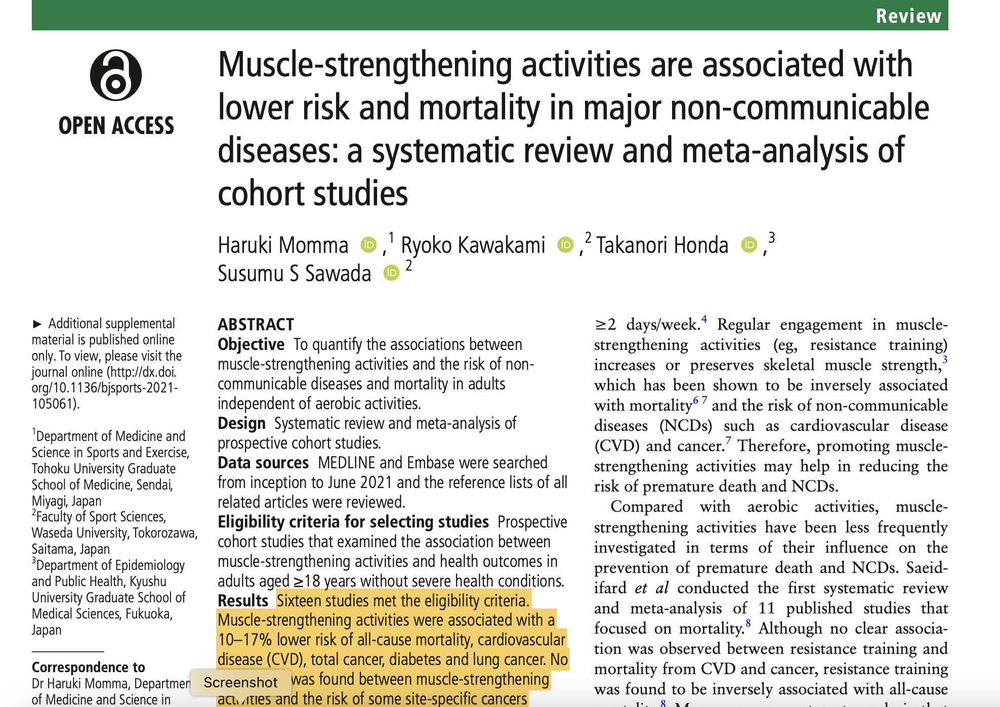 Review
OPEN ACCESS
Muscle-strengthening activities are associated with
lower risk and mortality in major non-communicable
diseases: a systematic review and meta-analysis of
cohort studies
Haruki Momma iD ,1 Ryoko Kawakami iD ,2 Takanori Honda iD ,3
Susumu S Sawada iD 2
► Additional supplemental
material is published online
only. To view, please visit the
journal online (http://dx.doi.
org/10.1136/bjsports-2021-
105061).
1Department of Medicine and
Science in Sports and Exercise,
Tohoku University Graduate
School of Medicine, Sendai,
Miyagi, Japan
2Faculty of Sport Sciences,
Waseda University, Tokorozawa,
Saitama, Japan
3Department of Epidemiology
and Public Health, Kyushu
University Graduate School of
Medical Sciences, Fukuoka,
Japan
Correspondence to
Dr Haruki Momma, Departmen
of Medicine and Science in
ABSTRACT
Objective To quantify the associations between
muscle-strengthening activities and the risk of non-
communicable diseases and mortality in adults
independent of aerobic activities.
Design Systematic review and meta-analysis of
prospective cohort studies.
Data sources MEDLINE and Embase were searched
from inception to June 2021 and the reference lists of all
related articles were reviewed.
Eligibility criteria for selecting studies Prospective
cohort studies that examined the association between
muscle-strengthening activities and health outcomes in
adults aged ≥18 years without severe health conditions.
Results Sixteen studies met the eligibility criteria.
Muscle-strengthening activities were associated with a
10–17% lower risk of all-cause mortality, cardiovascular
disease (CVD), total cancer, diabetes and lung cancer. No
was found between muscle-strengthening
activities and the risk of some site-specific cancers
Screenshot
≥2 days/week.4 Regular engagement in muscle-
strengthening activities (eg, resistance training)
increases or preserves skeletal muscle strength,3
which has been shown to be inversely associated
with mortality6 7 and the risk of non-communicable
diseases (NCDs) such as cardiovascular disease
(CVD) and cancer.7 Therefore, promoting muscle-
strengthening activities may help in reducing the
risk of premature death and NCDs.
Compared with aerobic activities, muscle-
strengthening activities have been less frequently
investigated in terms of their influence on the
prevention of premature death and NCDs. Saeid-
ifard et al conducted the first systematic review
and meta-analysis of 11 published studies that
focused on mortality.8 Although no clear associa-
tion was observed between resistance training and
mortality from CVD and cancer, resistance training
was found to be inversely associated with all-cause